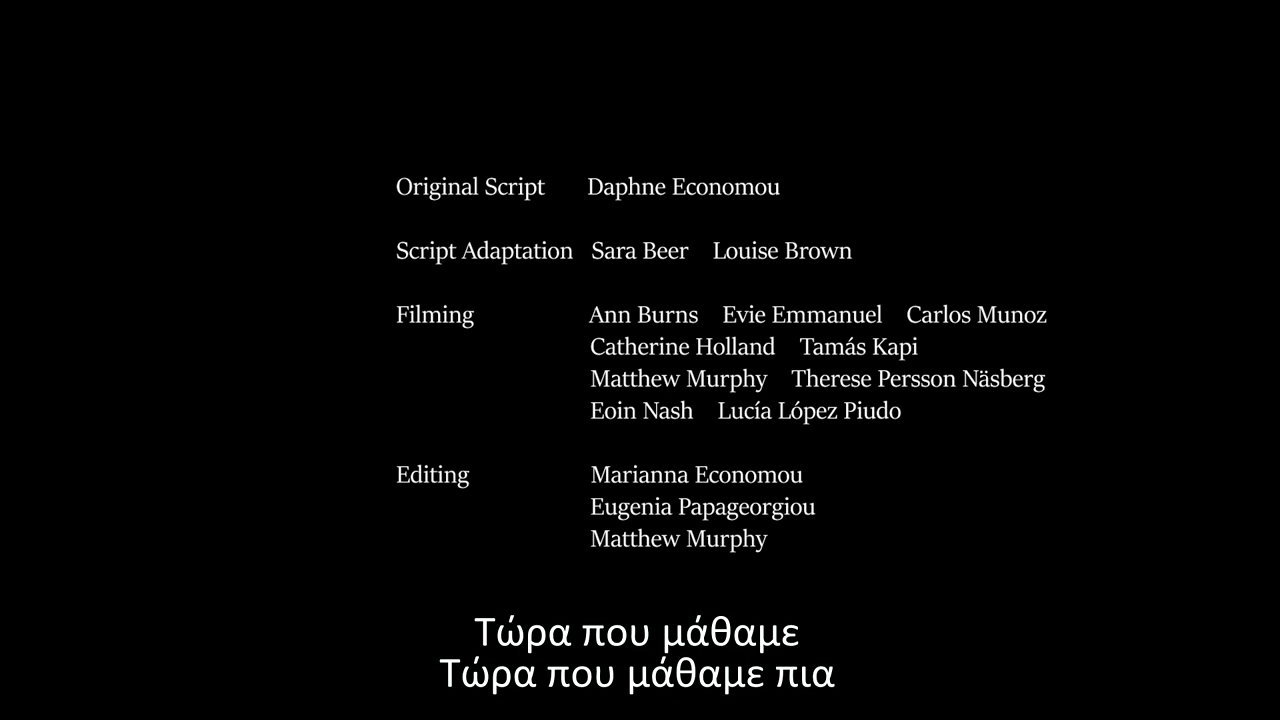 Original Script Daphne Economou
Script Adaptation Sara Beer Louise Brown
Filming Ann Burns Evie Emmanuel Carlos Munoz
Catherine Holland Tamás Kapi
Matthew Murphy Therese Persson Näsberg
Eoin Nash Lucía López Piudo
Editing Marianna Economou
Eugenia Papageorgiou
Matthew Murphy
Τώρα που μάθαμε
Τώρα που μάθαμε πια